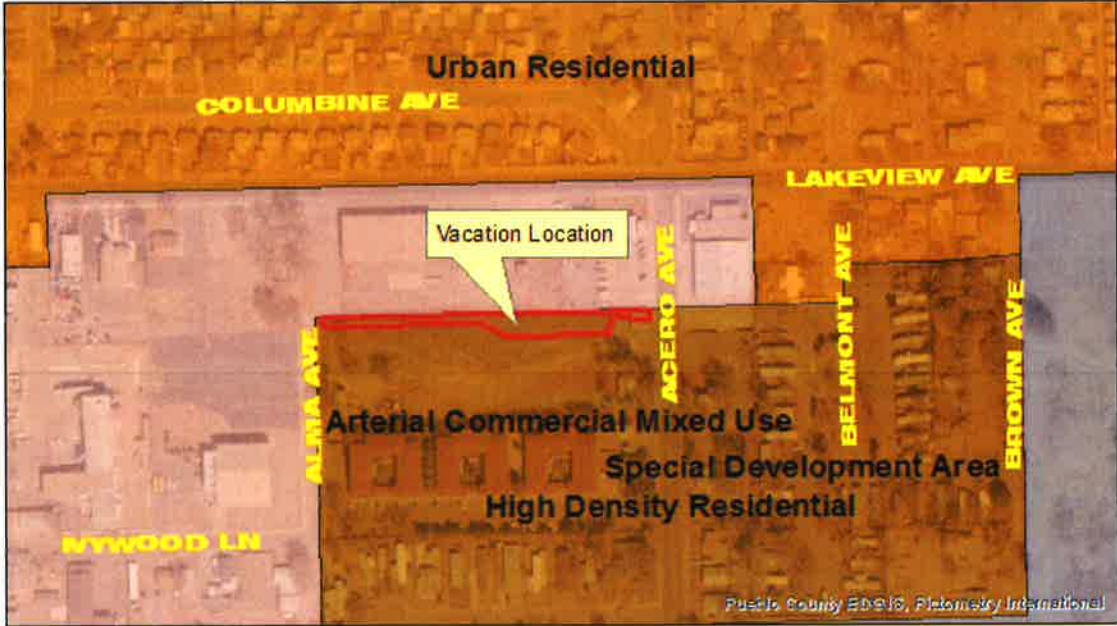 Urban Residential
COLUMBINE AVE
LAKEVIEW AVE
Vacation Location
ACERO AVE
BELMONT AVE
BROWN AVE
ALMA AVE
Arterial Commercial Mixed Use
Special Development Area
High Density Residential
IVYWOOD LN
Pueblo County EDGIS, Pictometry International